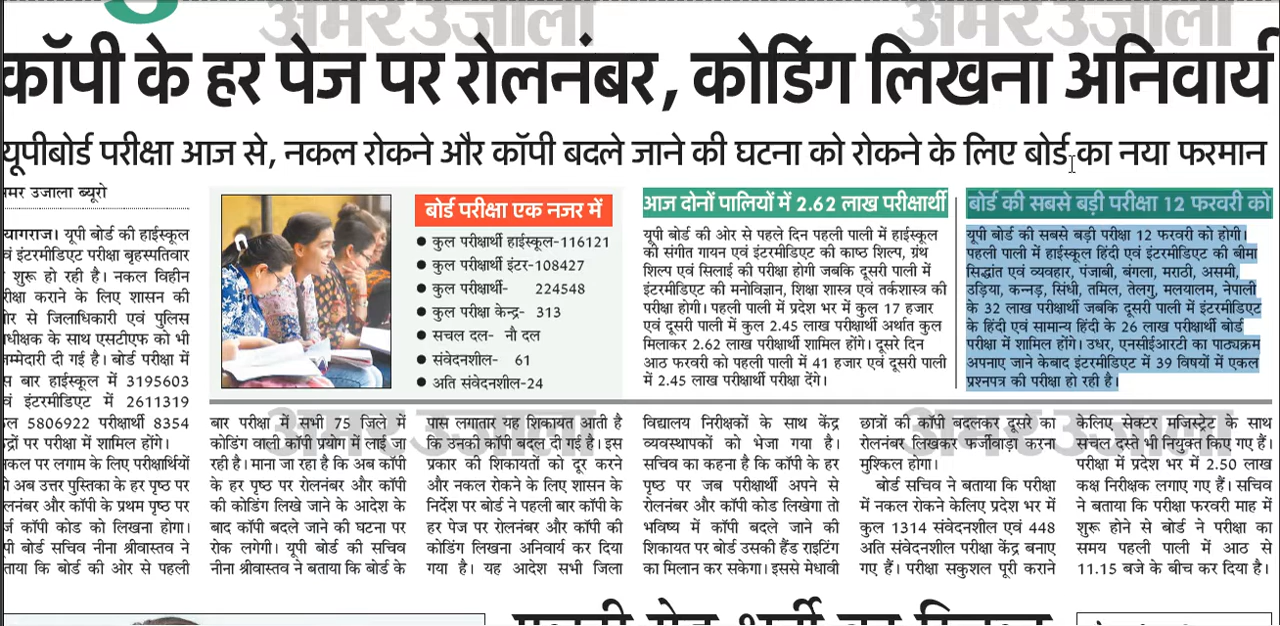 अमर उजाला
अमर उजाला
कॉपी के हर पेज पर रोलनंबर, कोडिंग लिखना अनिवार्य
यूपीबोर्ड परीक्षा आज से, नकल रोकने और कॉपी बदले जाने की घटना को रोकने के लिए बोर्ड का नया फरमान
मर उजाला ब्यूरो
यागराज। यूपी बोर्ड की हाईस्कूल
वं इंटरमीडिएट परीक्षा बृहस्पतिवार
शुरू हो रही है। नकल विहीन
रीक्षा कराने के लिए शासन की
ोर से जिलाधिकारी एवं पुलिस
धीक्षक के साथ एसटीएफ को भी
म्मेदारी दी गई है। बोर्ड परीक्षा में
स बार हाईस्कूल में 3195603
वं इंटरमीडिएट में 2611319
ल 5806922 परीक्षार्थी 8354
द्रों पर परीक्षा में शामिल होंगे।
कल पर लगाम के लिए परीक्षार्थियों
ो अब उत्तर पुस्तिका के हर पृष्ठ पर
लनंबर और कॉपी के प्रथम पृष्ठ पर
र्ज कॉपी कोड को लिखना होगा।
पी बोर्ड सचिव नीना श्रीवास्तव ने
ताया कि बोर्ड की ओर से पहली
बोर्ड परीक्षा एक नजर में
● कुल परीक्षार्थी हाईस्कूल-116121
● कुल परीक्षार्थी इंटर-108427
● कुल परीक्षार्थी- 224548
● कुल परीक्षा केन्द्र- 313
● सचल दल- नौ दल
● संवेदनशील- 61
● अति संवेदनशील-24
आज दोनों पालियों में 2.62 लाख परीक्षार्थी
यूपी बोर्ड की ओर से पहले दिन पहली पाली में हाईस्कूल
की संगीत गायन एवं इंटरमीडिएट की काष्ठ शिल्प, ग्रंथ
शिल्प एवं सिलाई की परीक्षा होगी जबकि दूसरी पाली में
इंटरमीडिएट की मनोविज्ञान, शिक्षा शास्त्र एवं तर्कशास्त्र की
परीक्षा होगी। पहली पाली में प्रदेश भर में कुल 17 हजार
एवं दूसरी पाली में कुल 2.45 लाख परीक्षार्थी अर्थात कुल
मिलाकर 2.62 लाख परीक्षार्थी शामिल होंगे। दूसरे दिन
आठ फरवरी को पहली पाली में 41 हजार एवं दूसरी पाली
में 2.45 लाख परीक्षार्थी परीक्षा देंगे।
बोर्ड की सबसे बड़ी परीक्षा 12 फरवरी को
यूपी बोर्ड की सबसे बड़ी परीक्षा 12 फरवरी को होगी।
पहली पाली में हाईस्कूल हिंदी एवं इंटरमीडिएट की बीमा
सिद्धांत एवं व्यवहार, पंजाबी, बंगला, मराठी, असमी,
उड़िया, कन्नड़, सिंधी, तमिल, तेलगु, मलयालम, नेपाली
के 32 लाख परीक्षार्थी जबकि दूसरी पाली में इंटरमीडिएट
के हिंदी एवं सामान्य हिंदी के 26 लाख परीक्षार्थी बोर्ड
परीक्षा में शामिल होंगे। उधर, एनसीईआरटी का पाठ्यक्रम
अपनाए जाने केबाद इंटरमीडिएट में 39 विषयों में एकल
प्रश्नपत्र की परीक्षा हो रही है।
अमर उजाला
अमर उजाला
बार परीक्षा में सभी 75 जिले में
कोडिंग वाली कॉपी प्रयोग में लाई जा
रही है। माना जा रहा है कि अब कॉपी
के हर पृष्ठ पर रोलनंबर और कॉपी
की कोडिंग लिखे जाने के आदेश के
बाद कॉपी बदले जाने की घटना पर
रोक लगेगी। यूपी बोर्ड की सचिव
नीना श्रीवास्तव ने बताया कि बोर्ड के
पास लगातार यह शिकायत आती है
कि उनकी कॉपी बदल दी गई है। इस
प्रकार की शिकायतों को दूर करने
और नकल रोकने के लिए शासन के
निर्देश पर बोर्ड ने पहली बार कॉपी के
हर पेज पर रोलनंबर और कॉपी की
कोडिंग लिखना अनिवार्य कर दिया
गया है। यह आदेश सभी जिला
विद्यालय निरीक्षकों के साथ केंद्र
व्यवस्थापकों को भेजा गया है।
सचिव का कहना है कि कॉपी के हर
पृष्ठ पर जब परीक्षार्थी अपने से
रोलनंबर और कॉपी कोड लिखेगा तो
भविष्य में कॉपी बदले जाने की
शिकायत पर बोर्ड उसकी हैंड राइटिंग
का मिलान कर सकेगा। इससे मेधावी
छात्रों की कॉपी बदलकर दूसरे का
रोलनंबर लिखकर फर्जीवाड़ा करना
मुश्किल होगा।
बोर्ड सचिव ने बताया कि परीक्षा
में नकल रोकने केलिए प्रदेश भर में
कुल 1314 संवेदनशील एवं 448
अति संवेदनशील परीक्षा केंद्र बनाए
गए हैं। परीक्षा सकुशल पूरी कराने
केलिए सेक्टर मजिस्ट्रेट के साथ
सचल दस्ते भी नियुक्त किए गए हैं।
परीक्षा में प्रदेश भर में 2.50 लाख
कक्ष निरीक्षक लगाए गए हैं। सचिव
ने बताया कि परीक्षा फरवरी माह में
शुरू होने से बोर्ड ने परीक्षा का
समय पहली पाली में आठ से
11.15 बजे के बीच कर दिया है।